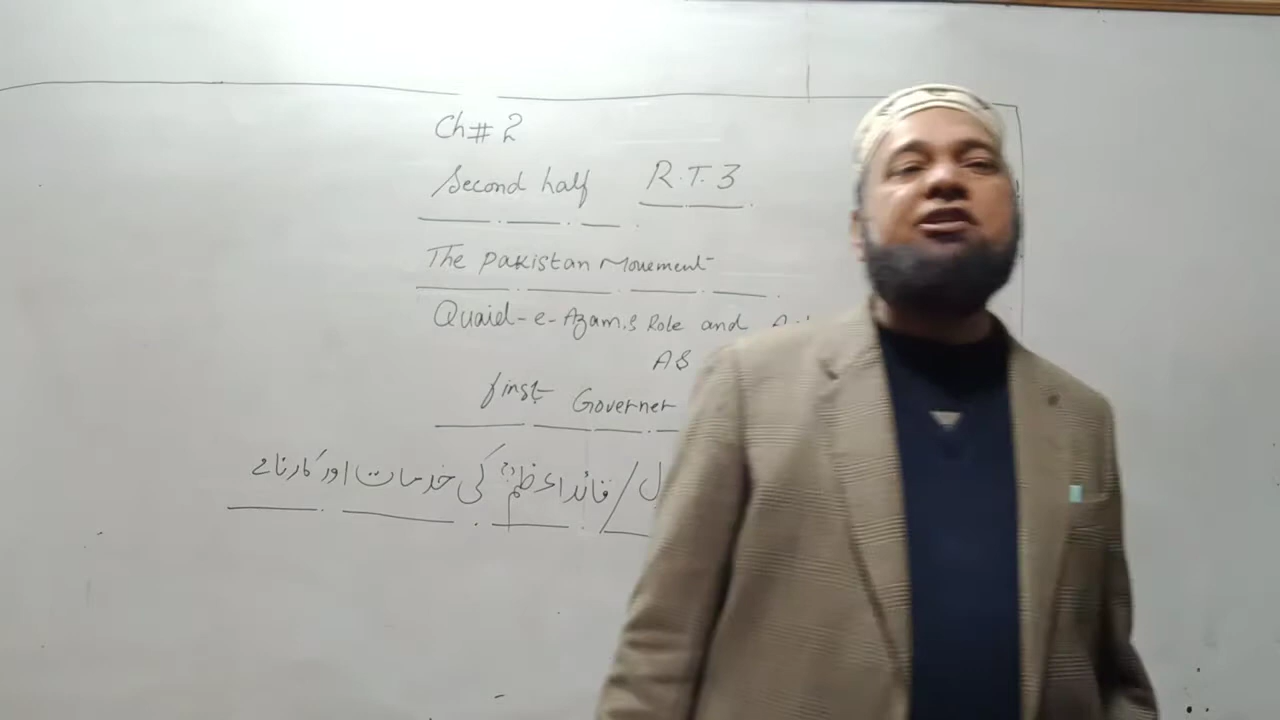 Ch# 2
Second half R.T.3
The Pakistan Movement
Quaid-e-Azam,s Role and
AS
first Governer
قائداعظمؒ کی خدمات اور کارنامے